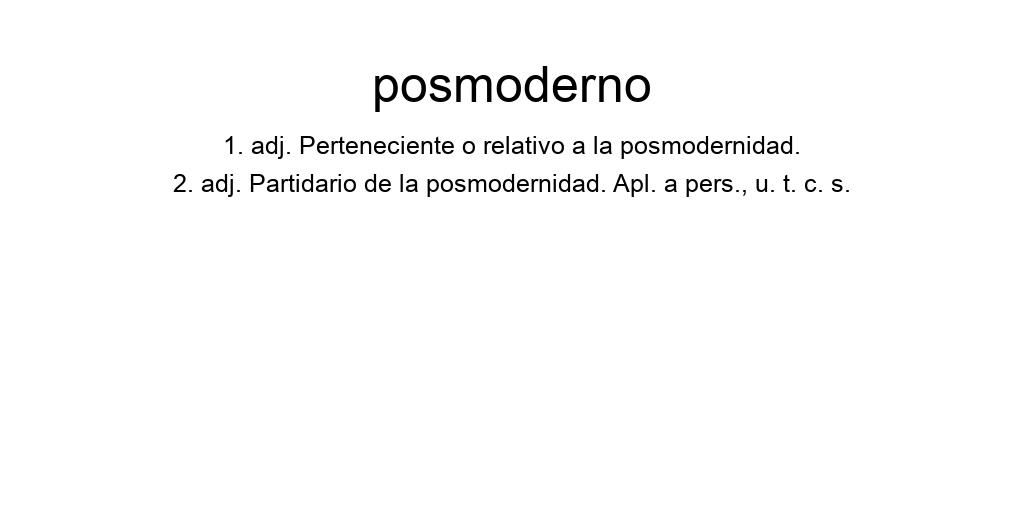 posmoderno
1. adj. Perteneciente o relativo a la posmodernidad.
2. adj. Partidario de la posmodernidad. Apl. a pers., u. t. c. s.